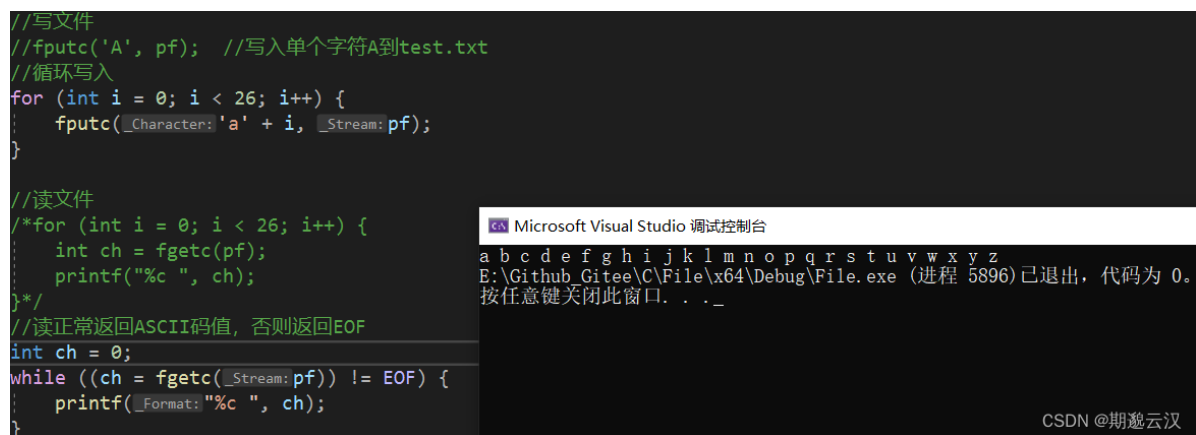 //写文件
//fputc('A', pf);  //写入单个字符A到test.txt
//循环写入
for (int i = 0; i < 26; i++) {
    fputc(_Character:'a' + i, _Stream:pf);
}
//读文件
/*for (int i = 0; i < 26; i++) {
    int ch = fgetc(pf);
    printf("%c ", ch);
}*/
//读正常返回ASCII码值，否则返回EOF
int ch = 0;
while ((ch = fgetc(_Stream:pf)) != EOF) {
    printf(_Format:"%c ", ch);
}
Microsoft Visual Studio 调试控制台
a b c d e f g h i j k l m n o p q r s t u v w x y z
E:\Github_Gitee\C\File\x64\Debug\File.exe (进程 5896)已退出，代码为 0。
按任意键关闭此窗口. . ._
CSDN @期邈云汉